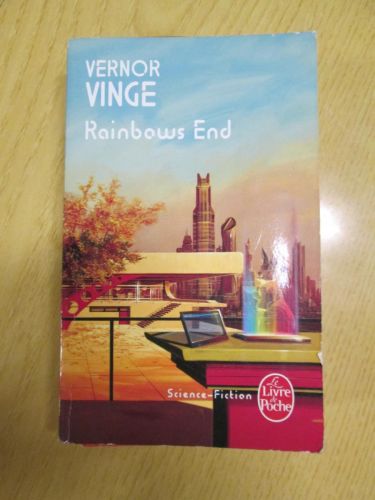 VERNOR
VINGE
Rainbows End
Science-Fiction
Le
Livre
de
Poche